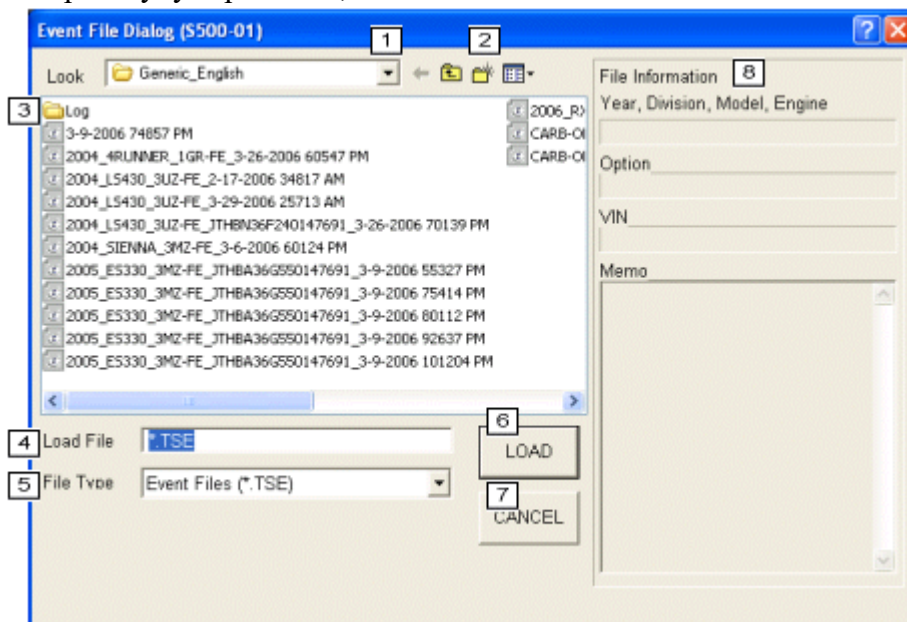 Event File Dialog (S500-01)
1
2
Look
Generic_English
File Information
8
3
Log
2006_RX
Year, Division, Model, Engine
3-9-2006 74857 PM
CARB-OB
2004_4RUNNER_1GR-FE_3-26-2006 60547 PM
CARB-OB
Option
2004_LS430_3UZ-FE_2-17-2006 34817 AM
2004_LS430_3UZ-FE_3-29-2006 25713 AM
2004_LS430_3UZ-FE_JTHBN36F240147691_3-26-2006 70139 PM
VIN
2004_SIENNA_3MZ-FE_3-6-2006 60124 PM
2005_ES330_3MZ-FE_JTHBA36G550147691_3-9-2006 55327 PM
Memo
2005_ES330_3MZ-FE_JTHBA36G550147691_3-9-2006 75414 PM
2005_ES330_3MZ-FE_JTHBA36G550147691_3-9-2006 80112 PM
2005_ES330_3MZ-FE_JTHBA36G550147691_3-9-2006 92637 PM
2005_ES330_3MZ-FE_JTHBA36G550147691_3-9-2006 101204 PM
4
Load File
*.TSE
6
LOAD
5
File Type
Event Files (*.TSE)
7
CANCEL